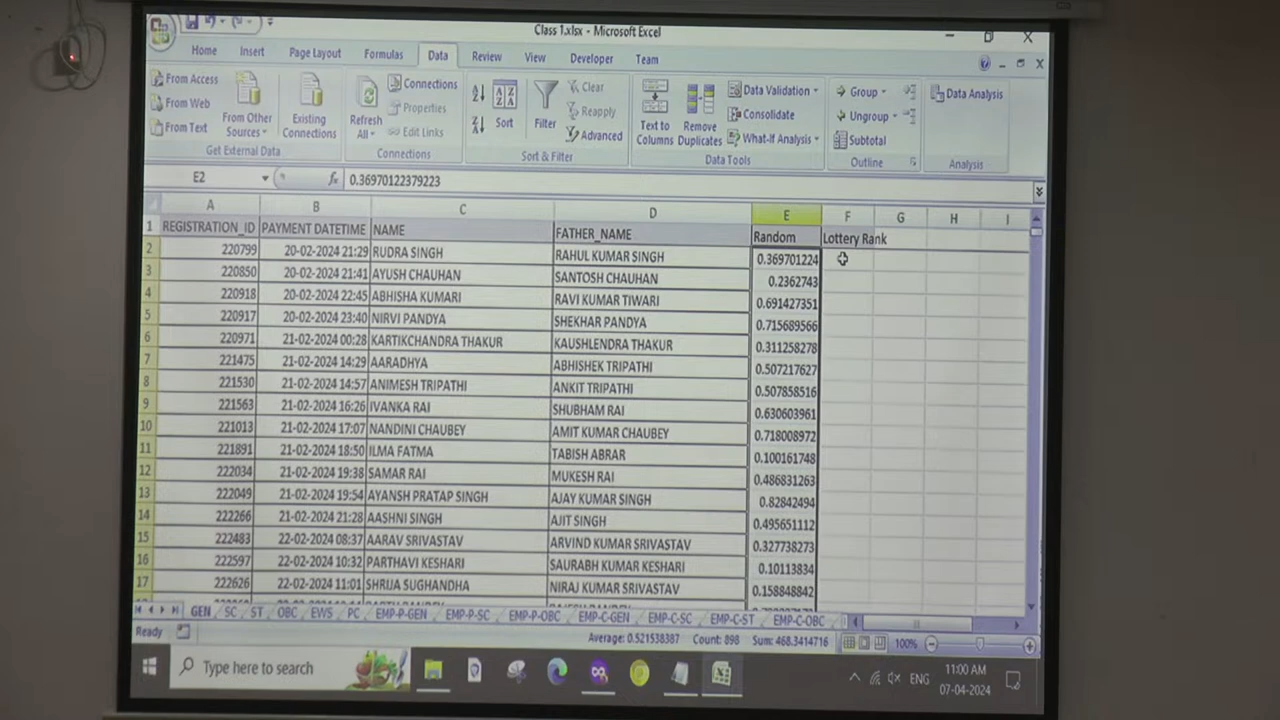 Class 1.xlsx - Microsoft Excel
Home Insert Page Layout Formulas Data Review View Developer Team
From Access
From Web
From Text
From Other Sources
Existing Connections
Get External Data
Refresh All
Connections
Properties
Edit Links
Connections
Sort
Filter
Clear
Reapply
Advanced
Sort & Filter
Text to Columns
Remove Duplicates
Data Validation
Consolidate
What-If Analysis
Data Tools
Group
Ungroup
Subtotal
Outline
Data Analysis
Analysis
E2 fx 0.36970122379223
A B C D E F G H I
1 REGISTRATION_ID PAYMENT DATETIME NAME FATHER_NAME Random Lottery Rank
2 220799 20-02-2024 21:29 RUDRA SINGH RAHUL KUMAR SINGH 0.369701224
3 220850 20-02-2024 21:41 AYUSH CHAUHAN SANTOSH CHAUHAN 0.2362743
4 220918 20-02-2024 22:45 ABHISHA KUMARI RAVI KUMAR TIWARI 0.691427351
5 220917 20-02-2024 23:40 NIRVI PANDYA SHEKHAR PANDYA 0.715689566
6 220971 21-02-2024 00:28 KARTIKCHANDRA THAKUR KAUSHLENDRA THAKUR 0.311258278
7 221475 21-02-2024 14:29 AARADHYA ABHISHEK TRIPATHI 0.507217627
8 221530 21-02-2024 14:57 ANIMESH TRIPATHI ANKIT TRIPATHI 0.507858516
9 221563 21-02-2024 16:26 IVANKA RAI SHUBHAM RAI 0.630603961
10 221013 21-02-2024 17:07 NANDINI CHAUBEY AMIT KUMAR CHAUBEY 0.718008972
11 221891 21-02-2024 18:50 ILMA FATMA TABISH ABRAR 0.100161748
12 222034 21-02-2024 19:38 SAMAR RAI MUKESH RAI 0.486831263
13 222049 21-02-2024 19:54 AYANSH PRATAP SINGH AJAY KUMAR SINGH 0.82842494
14 222266 21-02-2024 21:28 AASHNI SINGH AJIT SINGH 0.495651112
15 222483 22-02-2024 08:37 AARAV SRIVASTAV ARVIND KUMAR SRIVASTAV 0.327738273
16 222597 22-02-2024 10:32 PARTHAVI KESHARI SAURABH KUMAR KESHARI 0.10113834
17 222626 22-02-2024 11:01 SHRIJA SUGHANDHA NIRAJ KUMAR SRIVASTAV 0.158848842
GEN SC ST OBC EWS PC EMP-P-GEN EMP-P-SC EMP-P-OBC EMP-C-GEN EMP-C-SC EMP-C-ST EMP-C-OBC
Ready Average: 0.521538387 Count: 898 Sum: 468.3414716 100%
Type here to search ENG 11:00 AM
07-04-2024